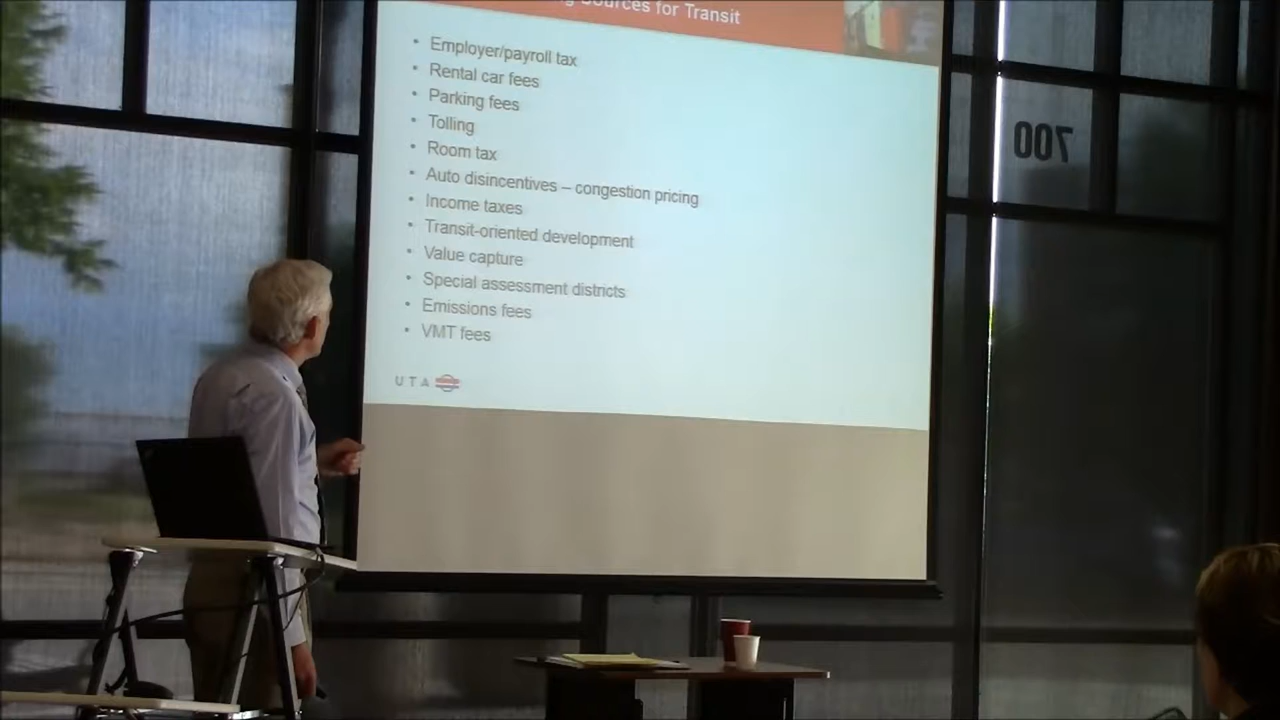 Sources for Transit
• Employer/payroll tax
• Rental car fees
• Parking fees
• Tolling
• Room tax
• Auto disincentives – congestion pricing
• Income taxes
• Transit-oriented development
• Value capture
• Special assessment districts
• Emissions fees
• VMT fees
UTA
700